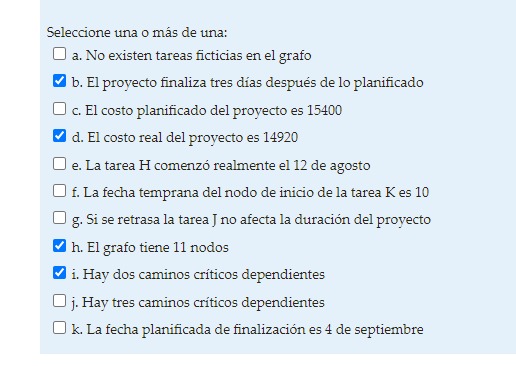 Seleccione una o más de una:
a. No existen tareas ficticias en el grafo
b. El proyecto finaliza tres días después de lo planificado
c. El costo planificado del proyecto es 15400
d. El costo real del proyecto es 14920
e. La tarea H comenzó realmente el 12 de agosto
f. La fecha temprana del nodo de inicio de la tarea K es 10
g. Si se retrasa la tarea J no afecta la duración del proyecto
h. El grafo tiene 11 nodos
i. Hay dos caminos críticos dependientes
j. Hay tres caminos críticos dependientes
k. La fecha planificada de finalización es 4 de septiembre